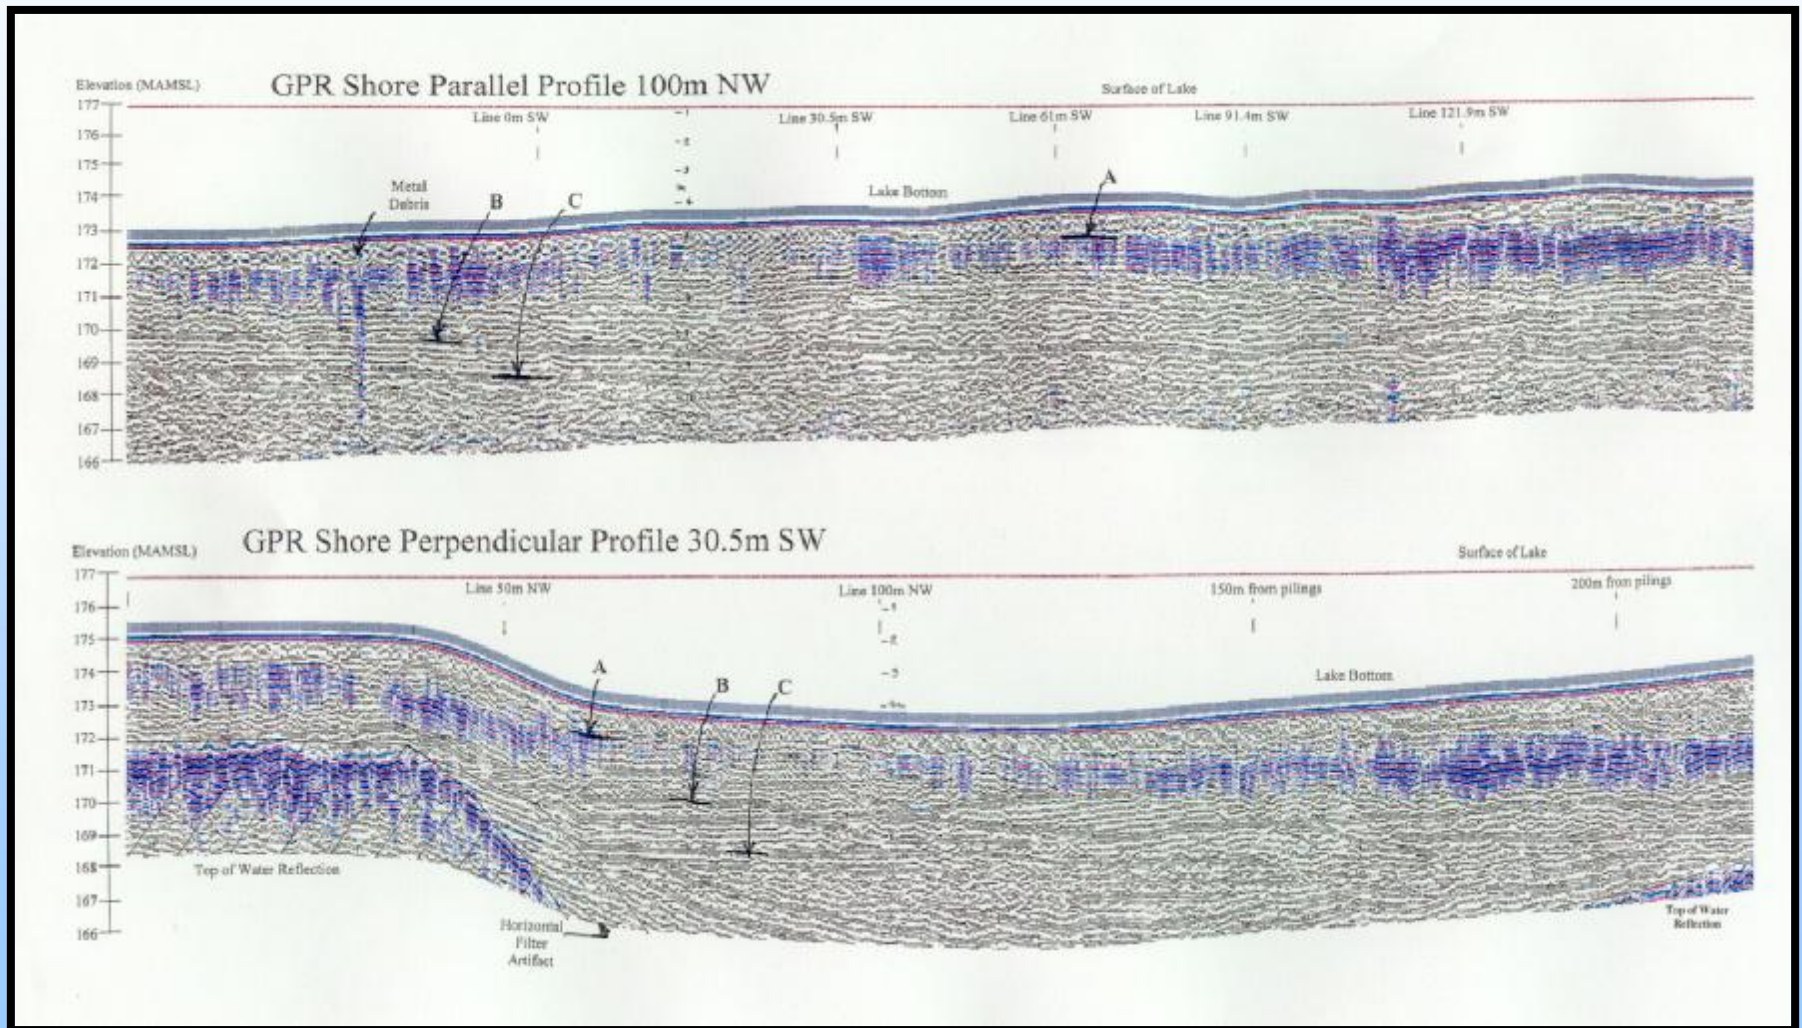 Elevation (MAMSL)
GPR Shore Parallel Profile 100m NW
Surface of Lake
177
Line 0m SW
Line 30.5m SW
Line 61m SW
Line 91.4m SW
Line 121.9m SW
176
175
174
173
172
171
170
169
168
167
166
Metal
Debris
B
C
Lake Bottom
A
Elevation (MAMSL)
GPR Shore Perpendicular Profile 30.5m SW
Surface of Lake
177
Line 50m NW
Line 100m NW
150m from pilings
200m from pilings
176
175
174
173
172
171
170
169
168
167
166
A
B
C
Lake Bottom
Top of Water Reflection
Horizontal
Filter
Artifact
Top of Water
Reflection